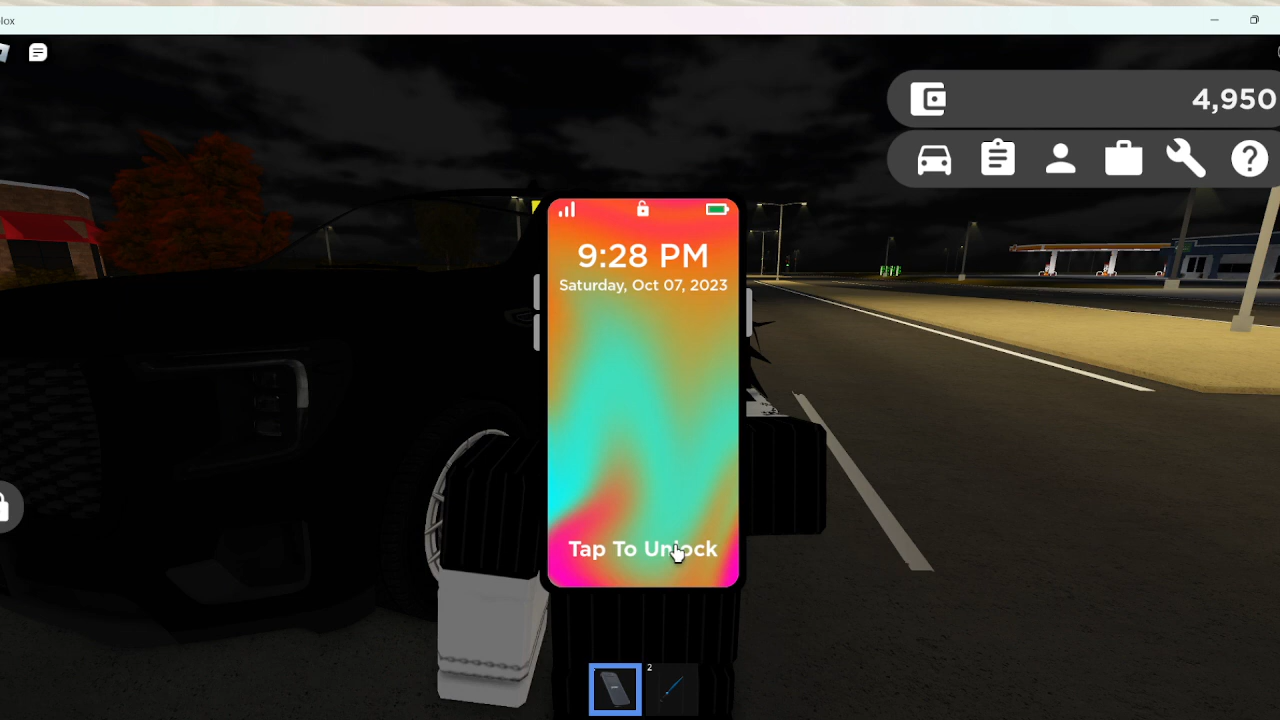 lox
4,950
9:28 PM
Saturday, Oct 07, 2023
Tap To Unlock
2